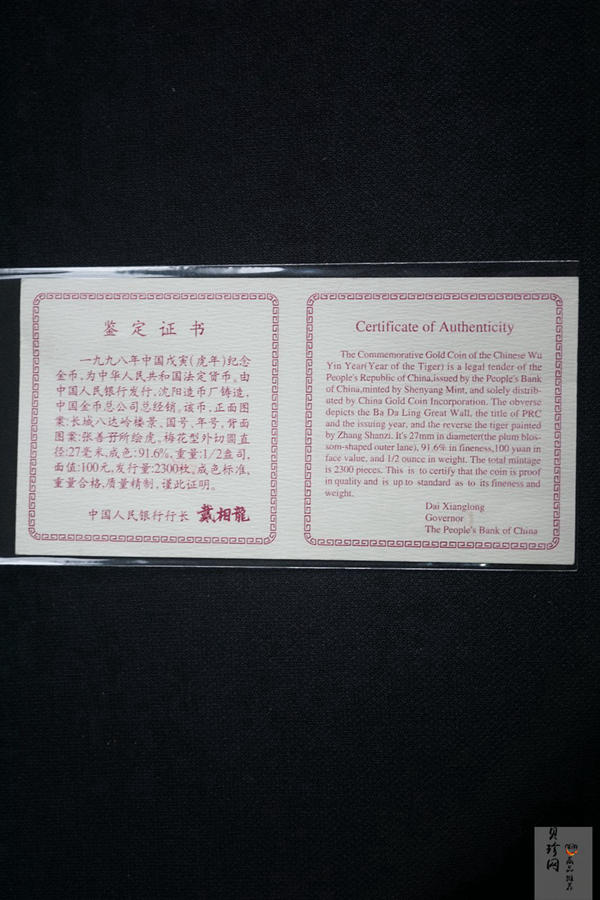 鉴定证书
一九九八年中国戊寅(虎年)纪念
金币,为中华人民共和国法定货币。由
中国人民银行发行,沈阳造币厂铸造,
中国金币总公司总经销。该币,正面图
案:长城八达岭楼景、国号、年号,背面
图案:张善孖所绘虎,梅花型外切圆直
径:27毫米,成色:91.6%,重量:1/2盎司,
面值:100元,发行量:2300枚。成色标准,
重量合格,质量精制,谨此证明。
中国人民银行行长 戴相龍
Certificate of Authenticity
The Commemorative Gold Coin of the Chinese Wu
Yin Year(Year of the Tiger) is a legal tender of the
People's Republic of China,issued by the People's Bank
of China,minted by Shenyang Mint, and solely distrib-
uted by China Gold Coin Incorporation. The obverse
depicts the Ba Da Ling Great Wall, the title of PRC
and the issuing year, and the reverse the tiger painted
by Zhang Shanzi. It's 27mm in diameter(the plum blos-
som-shaped outer lane), 91.6% in fineness,100 yuan in
face value, and 1/2 ounce in weight. The total mintage
is 2300 pieces. This is to certify that the coin is proof
in quality and is up to standard as to its fineness and
weight.
Dai Xianglong
Governor
The People's Bank of China
贝珍网
藏品推荐